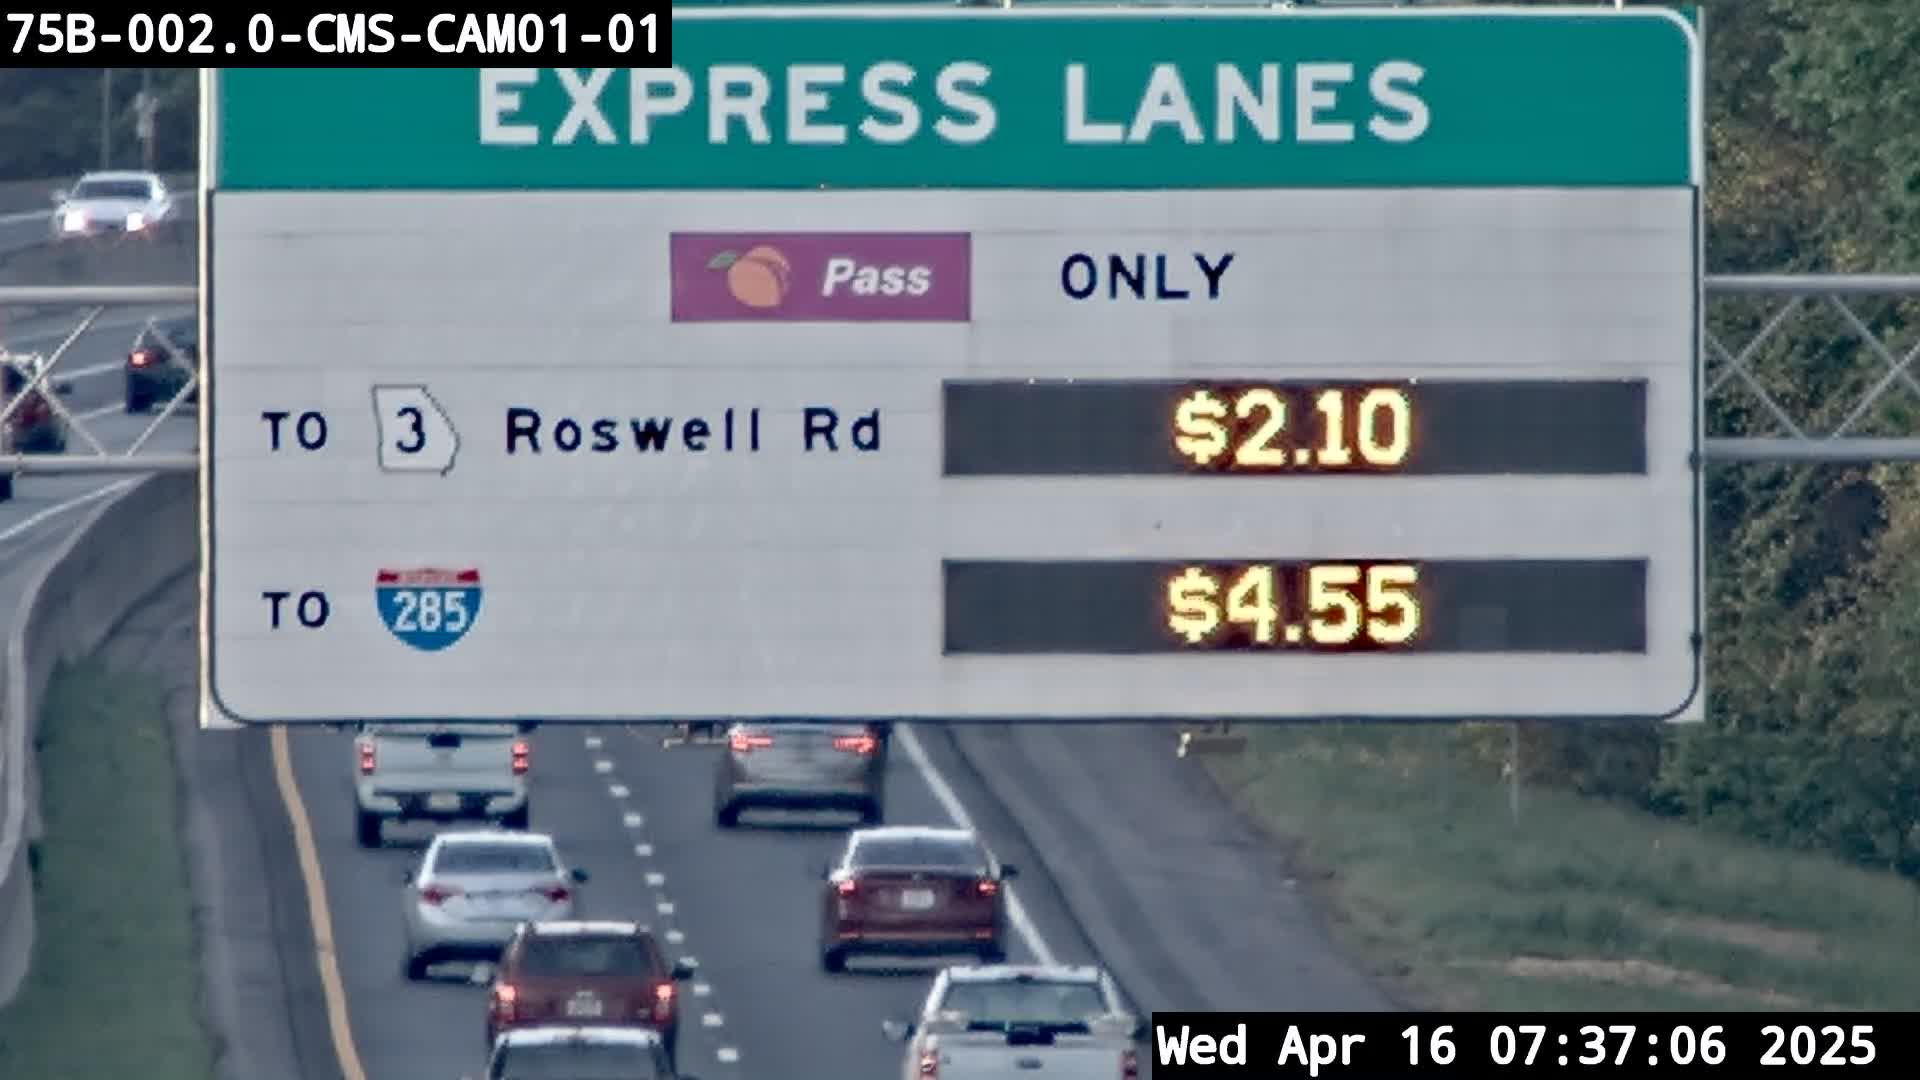 75B-002.0-CMS-CAM01-01
EXPRESS LANES
Pass ONLY
TO 3 Roswell Rd $2.10
TO 285 $4.55
Wed Apr 16 07:37:06 2025